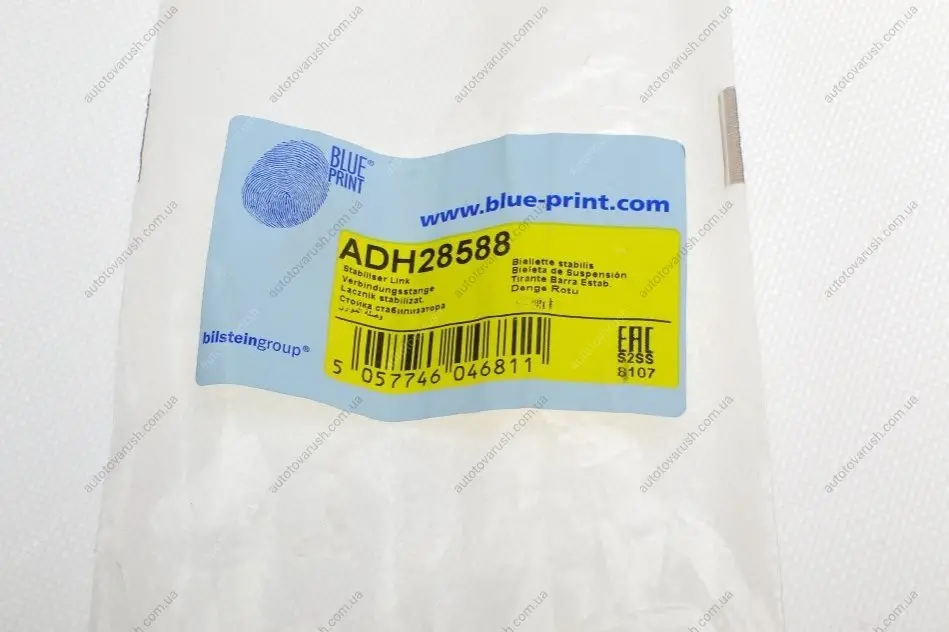 BLUE®
PRINT
www.blue-print.com
ADH28588
Stabiliser Link
Verbindungsstange
Łącznik stabilizat.
Стойка стабилизатора
Biellette stabilis
Bieleta de Suspensión
Tirante Barra Estab.
Denge Rotu
bilsteingroup®
5 057746 046811
EAC
S2SS
8107
autotovarush.com.ua